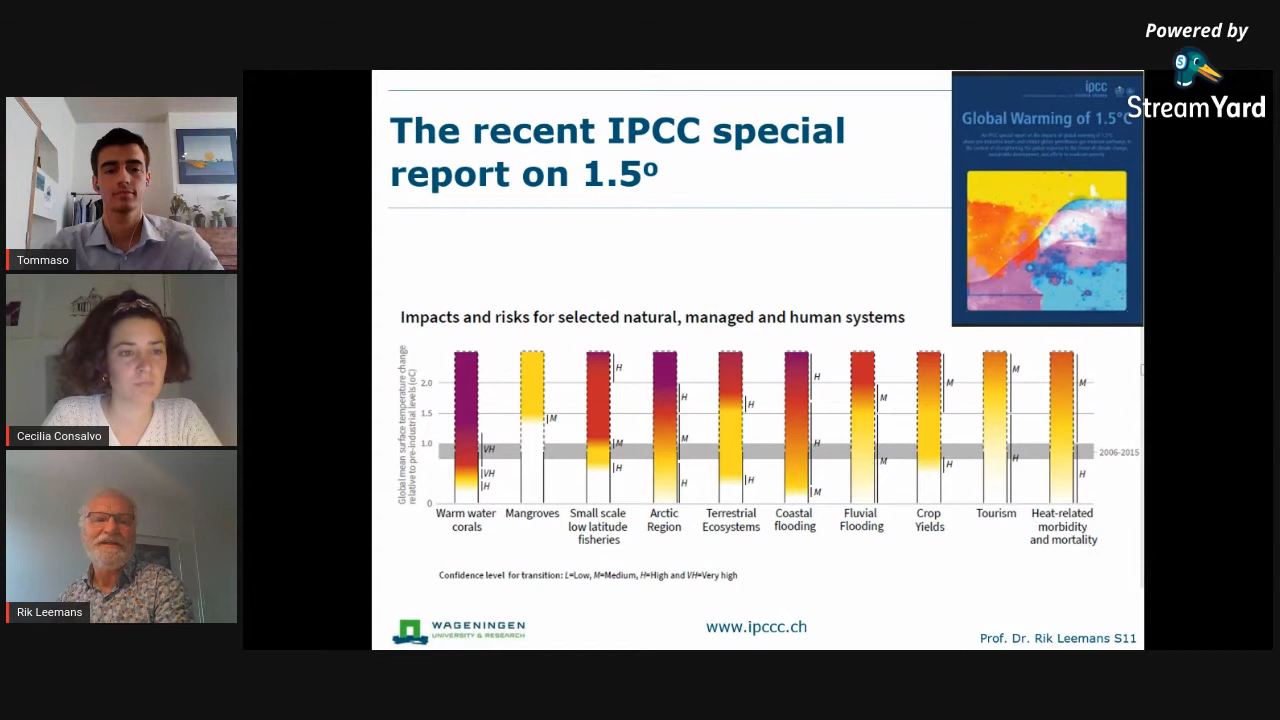 Powered by
StreamYard
Tommaso
Cecilia Consalvo
Rik Leemans
The recent IPCC special
report on 1.5º
ipcc
Global Warming of 1.5°C
Impacts and risks for selected natural, managed and human systems
Global mean surface temperature change
relative to pre-industrial levels (oC)
2.0
1.5
1.0
0
2006-2015
VH
VH
H
M
H
M
H
H
M
H
H
H
H
H
M
M
M
M
H
M
H
M
H
Warm water
corals
Mangroves
Small scale
low latitude
fisheries
Arctic
Region
Terrestrial
Ecosystems
Coastal
flooding
Fluvial
Flooding
Crop
Yields
Tourism
Heat-related
morbidity
and mortality
Confidence level for transition: L=Low, M=Medium, H=High and VH=Very high
WAGENINGEN
UNIVERSITY & RESEARCH
www.ipccc.ch
Prof. Dr. Rik Leemans S11